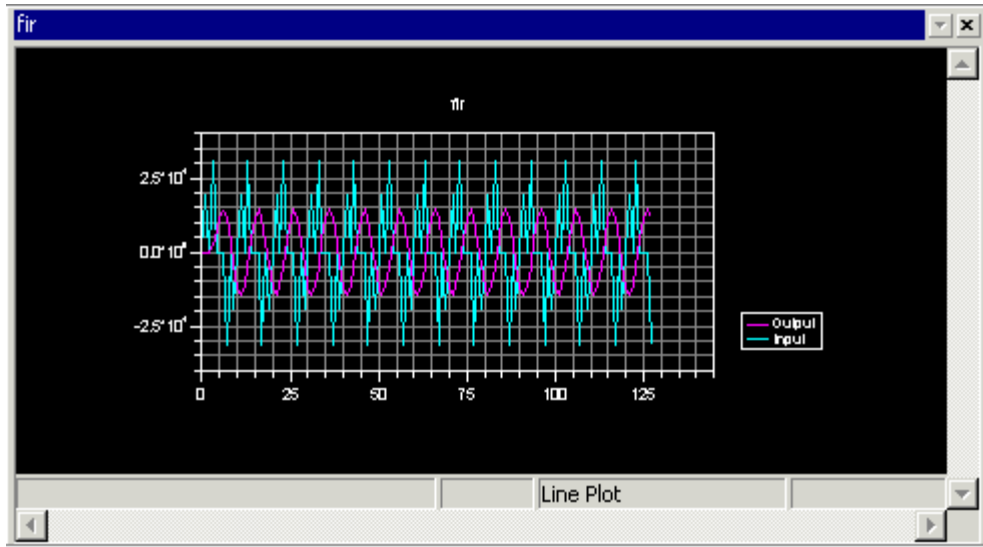 fir
fir
2.5*10⁴
0.0*10⁰
-2.5*10⁴
0 25 50 75 100 125
Output
Input
Line Plot